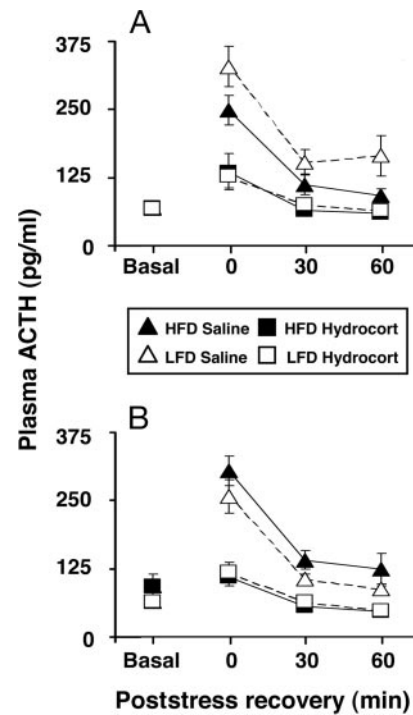 A
375
250
125
0
Basal 0 30 60
HFD Saline HFD Hydrocort
LFD Saline LFD Hydrocort
Plasma ACTH (pg/ml)
B
375
250
125
0
Basal 0 30 60
Poststress recovery (min)